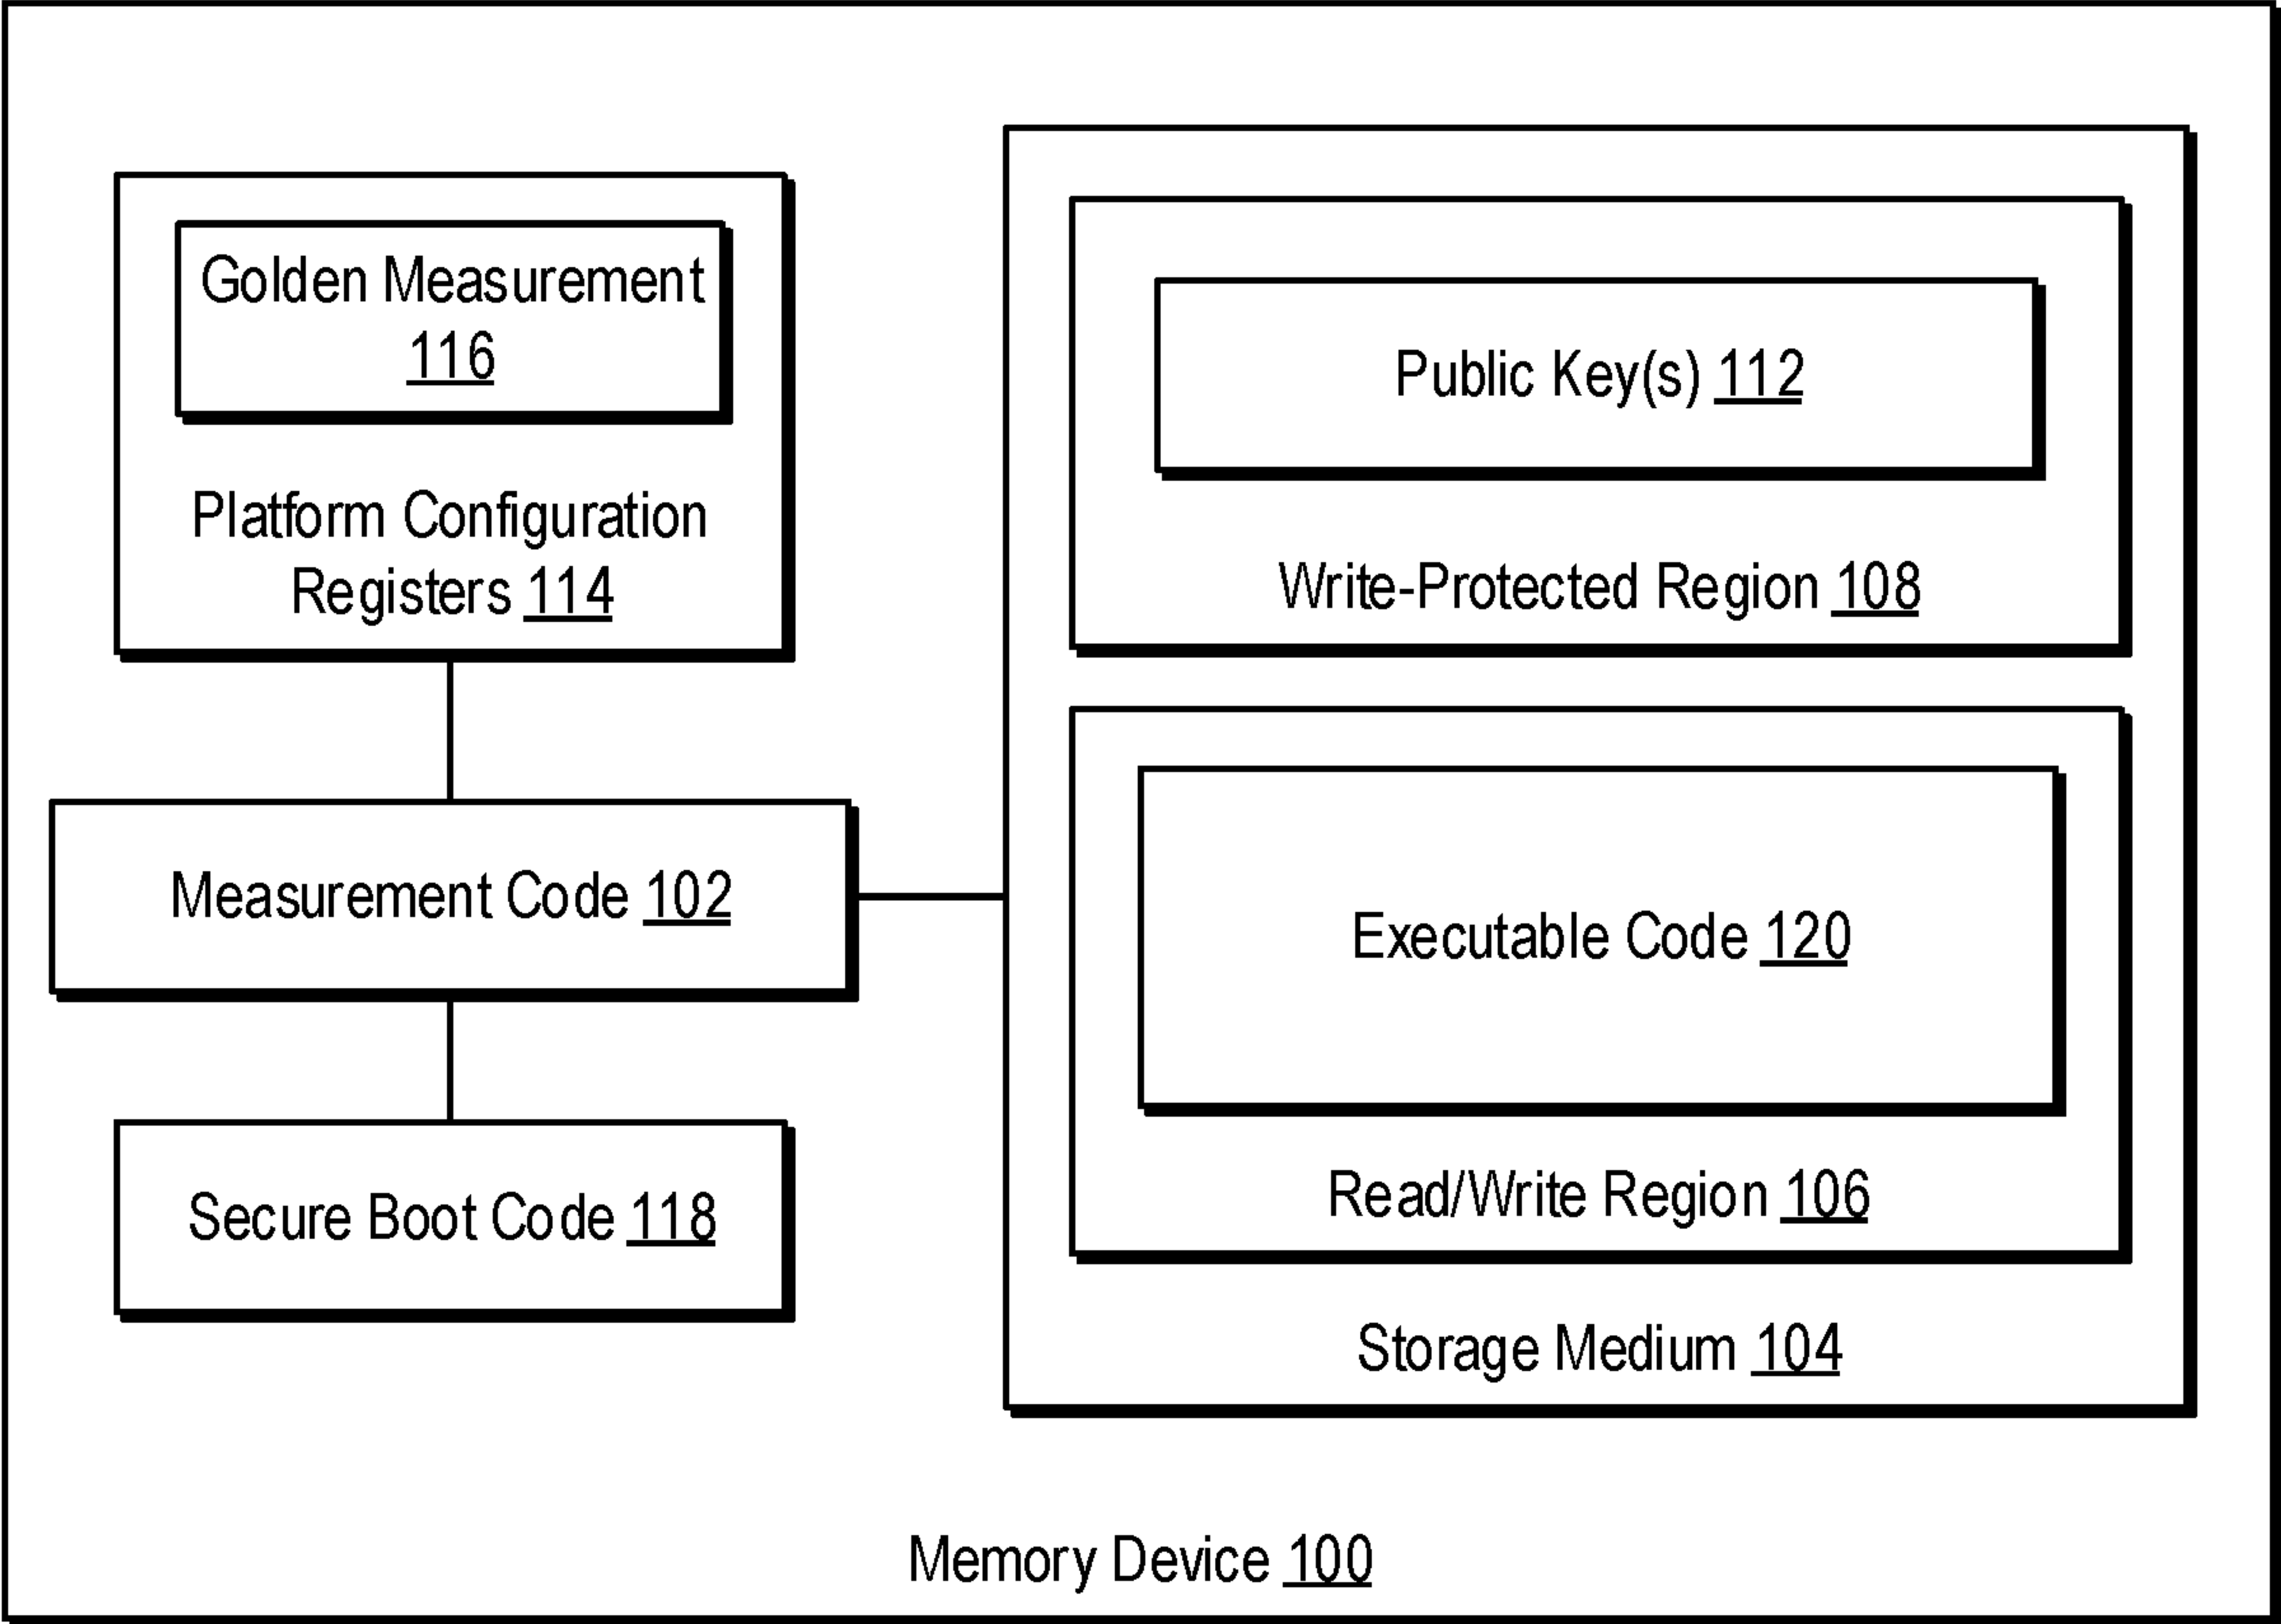 Golden Measurement
116
Platform Configuration
Registers 114
Measurement Code 102
Secure Boot Code 118
Public Key(s) 112
Write-Protected Region 108
Executable Code 120
Read/Write Region 106
Storage Medium 104
Memory Device 100